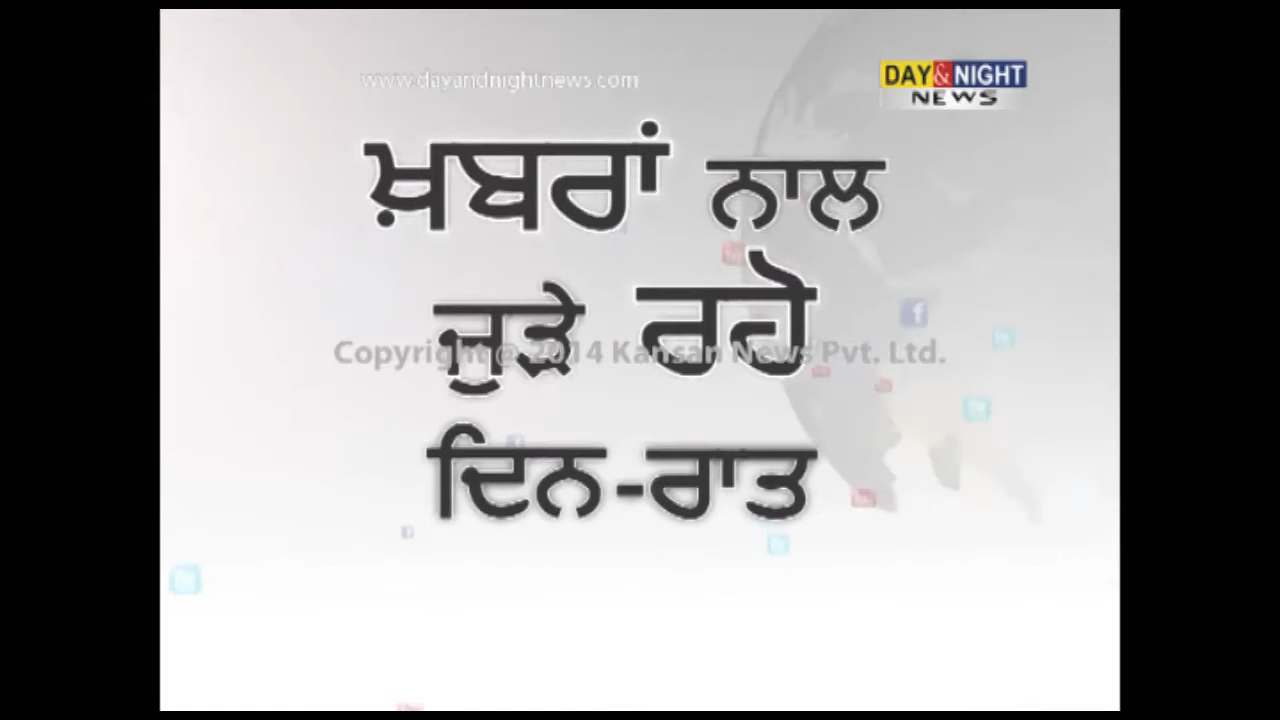 www.dayandnightnews.com
DAY&NIGHT
NEWS
ਖ਼ਬਰਾਂ ਨਾਲ
ਜੁੜੇ ਰਹੋ
Copyright @ 2014 Kansan News Pvt. Ltd.
ਦਿਨ-ਰਾਤ